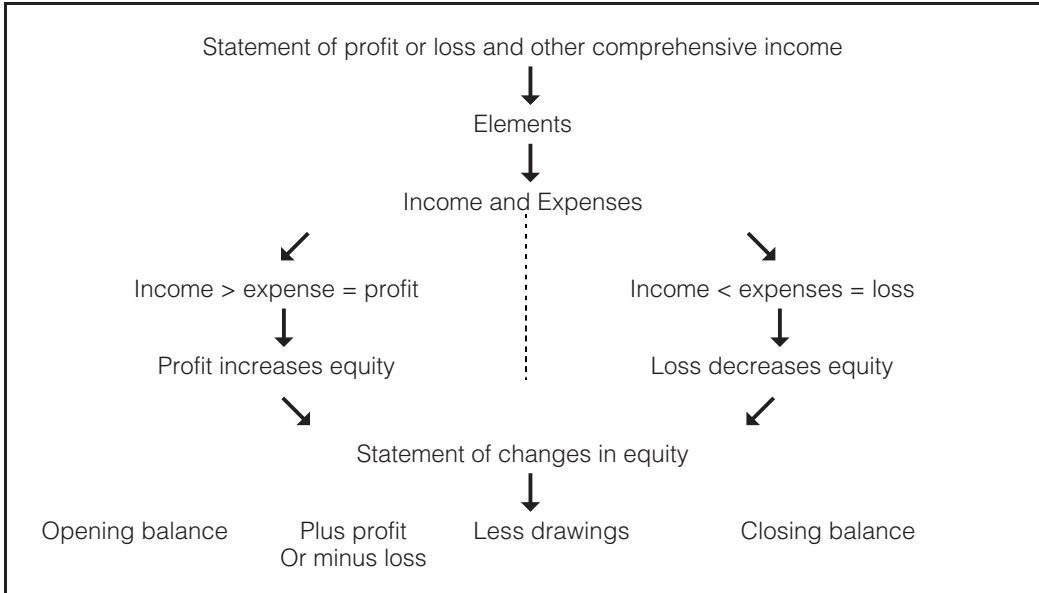 Statement of profit or loss and other comprehensive income
Elements
Income and Expenses
Income > expense = profit
Income < expenses = loss
Profit increases equity
Loss decreases equity
Statement of changes in equity
Opening balance
Plus profit
Or minus loss
Less drawings
Closing balance